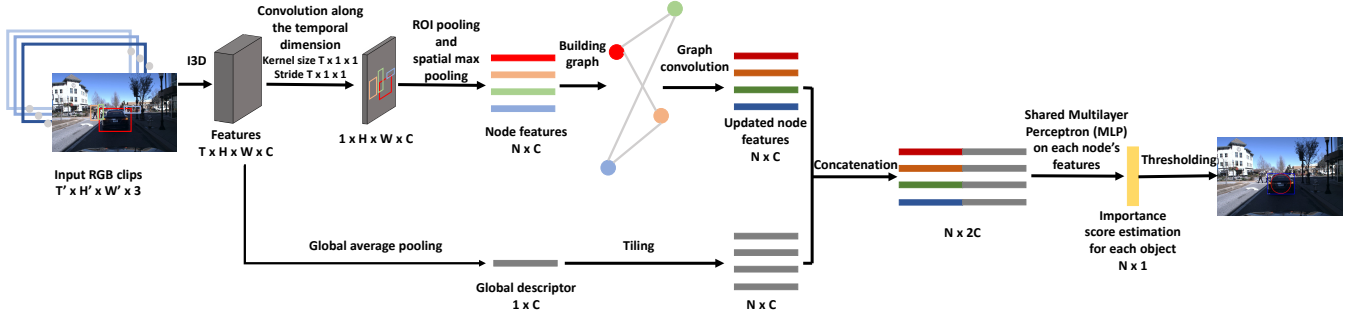 Input RGB clips
T' x H' x W' x 3
I3D
Features
T x H x W x C
Convolution along
the temporal
dimension
Kernel size T x 1 x 1
Stride T x 1 x 1
1 x H x W x C
ROI pooling
and
spatial max
pooling
Node features
N x C
Building
graph
Graph
convolution
Updated node
features
N x C
Global average pooling
Global descriptor
1 x C
Tiling
N x C
Concatenation
N x 2C
Shared Multilayer
Perceptron (MLP)
on each node's
features
Importance
score estimation
for each object
N x 1
Thresholding